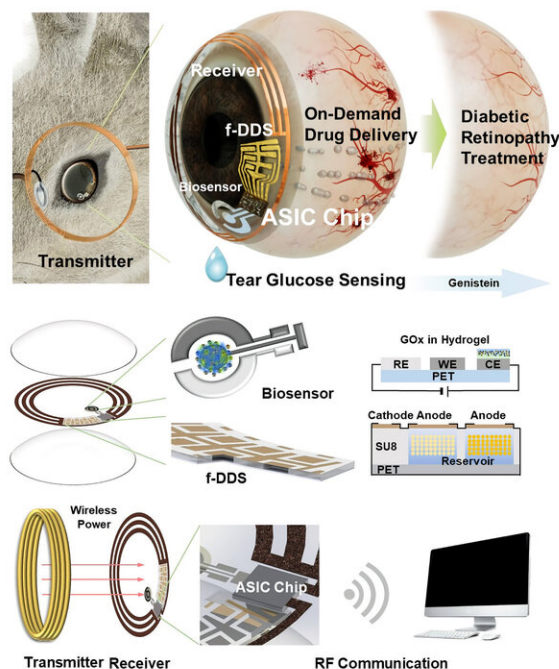 Receiver
f-DDS
Biosensor
ASIC Chip
On-Demand
Drug Delivery
Diabetic
Retinopathy
Treatment
Transmitter
Tear Glucose Sensing
Genistein
Biosensor
f-DDS
GOx in Hydrogel
RE WE CE
PET
Cathode Anode Anode
SU8
Reservoir
PET
Wireless
Power
ASIC Chip
Transmitter Receiver
RF Communication